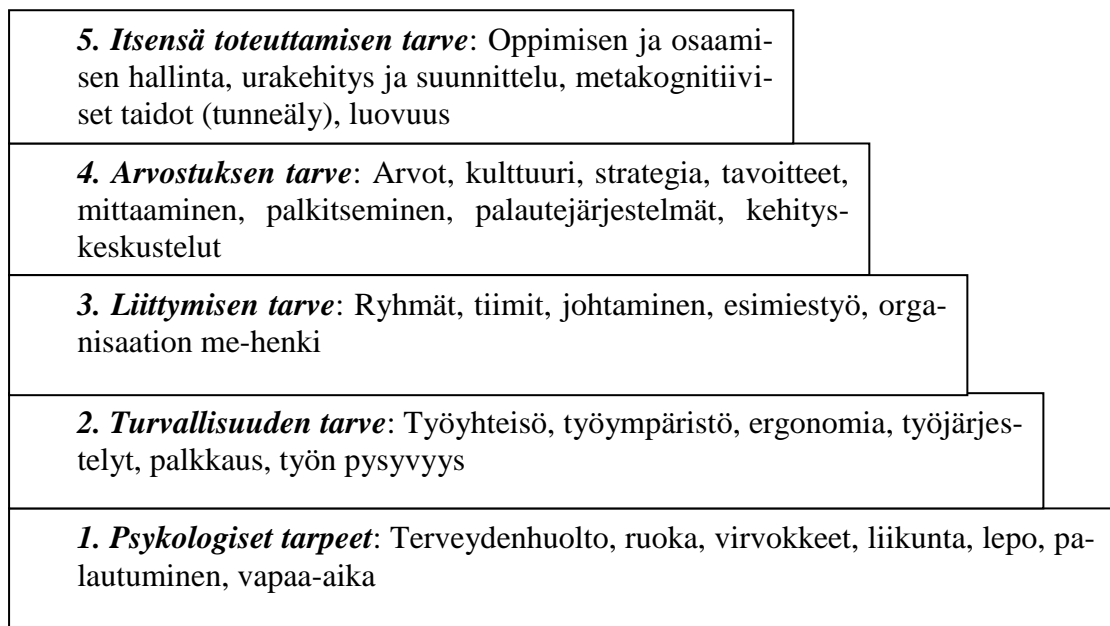 5. Itsensä toteuttamisen tarve: Oppimisen ja osaami-
sen hallinta, urakehitys ja suunnittelu, metakognitiivi-
set taidot (tunneäly), luovuus
4. Arvostuksen tarve: Arvot, kulttuuri, strategia, tavoitteet,
mittaaminen, palkitseminen, palautejärjestelmät, kehitys-
keskustelut
3. Liittymisen tarve: Ryhmät, tiimit, johtaminen, esimiestyö, orga-
nisaation me-henki
2. Turvallisuuden tarve: Työyhteisö, työympäristö, ergonomia, työjärjes-
telyt, palkkaus, työn pysyvyys
1. Psykologiset tarpeet: Terveydenhuolto, ruoka, virvokkeet, liikunta, lepo, pa-
lautuminen, vapaa-aika